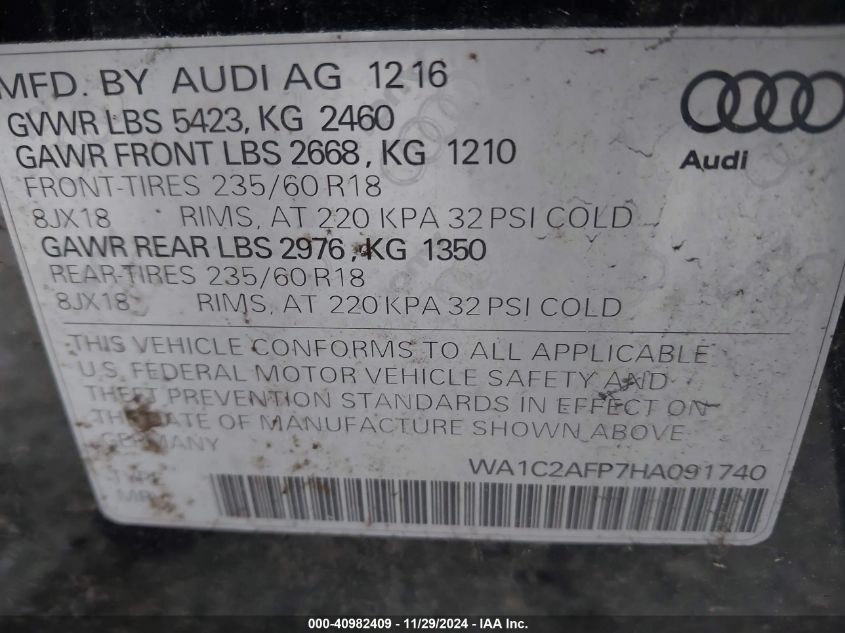 MFD. BY AUDI AG 12 16
GVWR LBS 5423, KG 2460
GAWR FRONT LBS 2668, KG 1210
FRONT-TIRES 235/60 R18
8JX18 RIMS, AT 220 KPA 32 PSI COLD
GAWR REAR LBS 2976, KG 1350
REAR-TIRES 235/60 R18
8JX18 RIMS, AT 220 KPA 32 PSI COLD
Audi
THIS VEHICLE CONFORMS TO ALL APPLICABLE
U.S. FEDERAL MOTOR VEHICLE SAFETY AND
THEFT PREVENTION STANDARDS IN EFFECT ON
THE DATE OF MANUFACTURE SHOWN ABOVE
GERMANY
WA1C2AFP7HA091740
TYPE
000-40982409 - 11/29/2024 - IAA Inc.